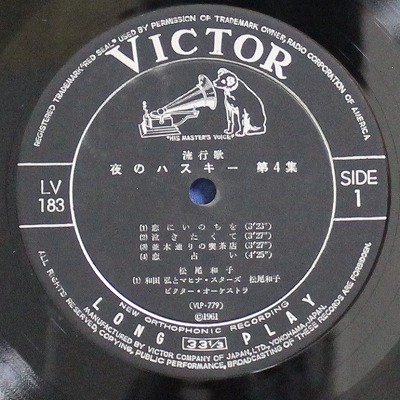 REGISTERED TRADEMARK "RED SEAL" USED BY PERMISSION OF TRADEMARK OWNER, RADIO CORPORATION OF AMERICA
VICTOR
"HIS MASTER'S VOICE"
流行歌
夜のハスキー 第4集
LV
183
SIDE
1
(1) 恋にいのちを (3'23")
(2) 泣きたくて (3'27")
(3) 並木通りの喫茶店 (3'27")
(4) 恋占い (4'25")
松尾和子
(1) 和田 弘とマヒナ・スターズ 松尾和子
ビクター・オーケストラ
(VLP-779)
©1961
NEW ORTHOPHONIC RECORDING
LONG 33⅓ PLAY
ALL RIGHTS RESERVED, COPYING, PUBLIC PERFORMANCE, BROADCASTING OF THESE RECORDS ARE FORBIDDEN.
MANUFACTURED BY VICTOR COMPANY OF JAPAN, LTD., YOKOHAMA, JAPAN